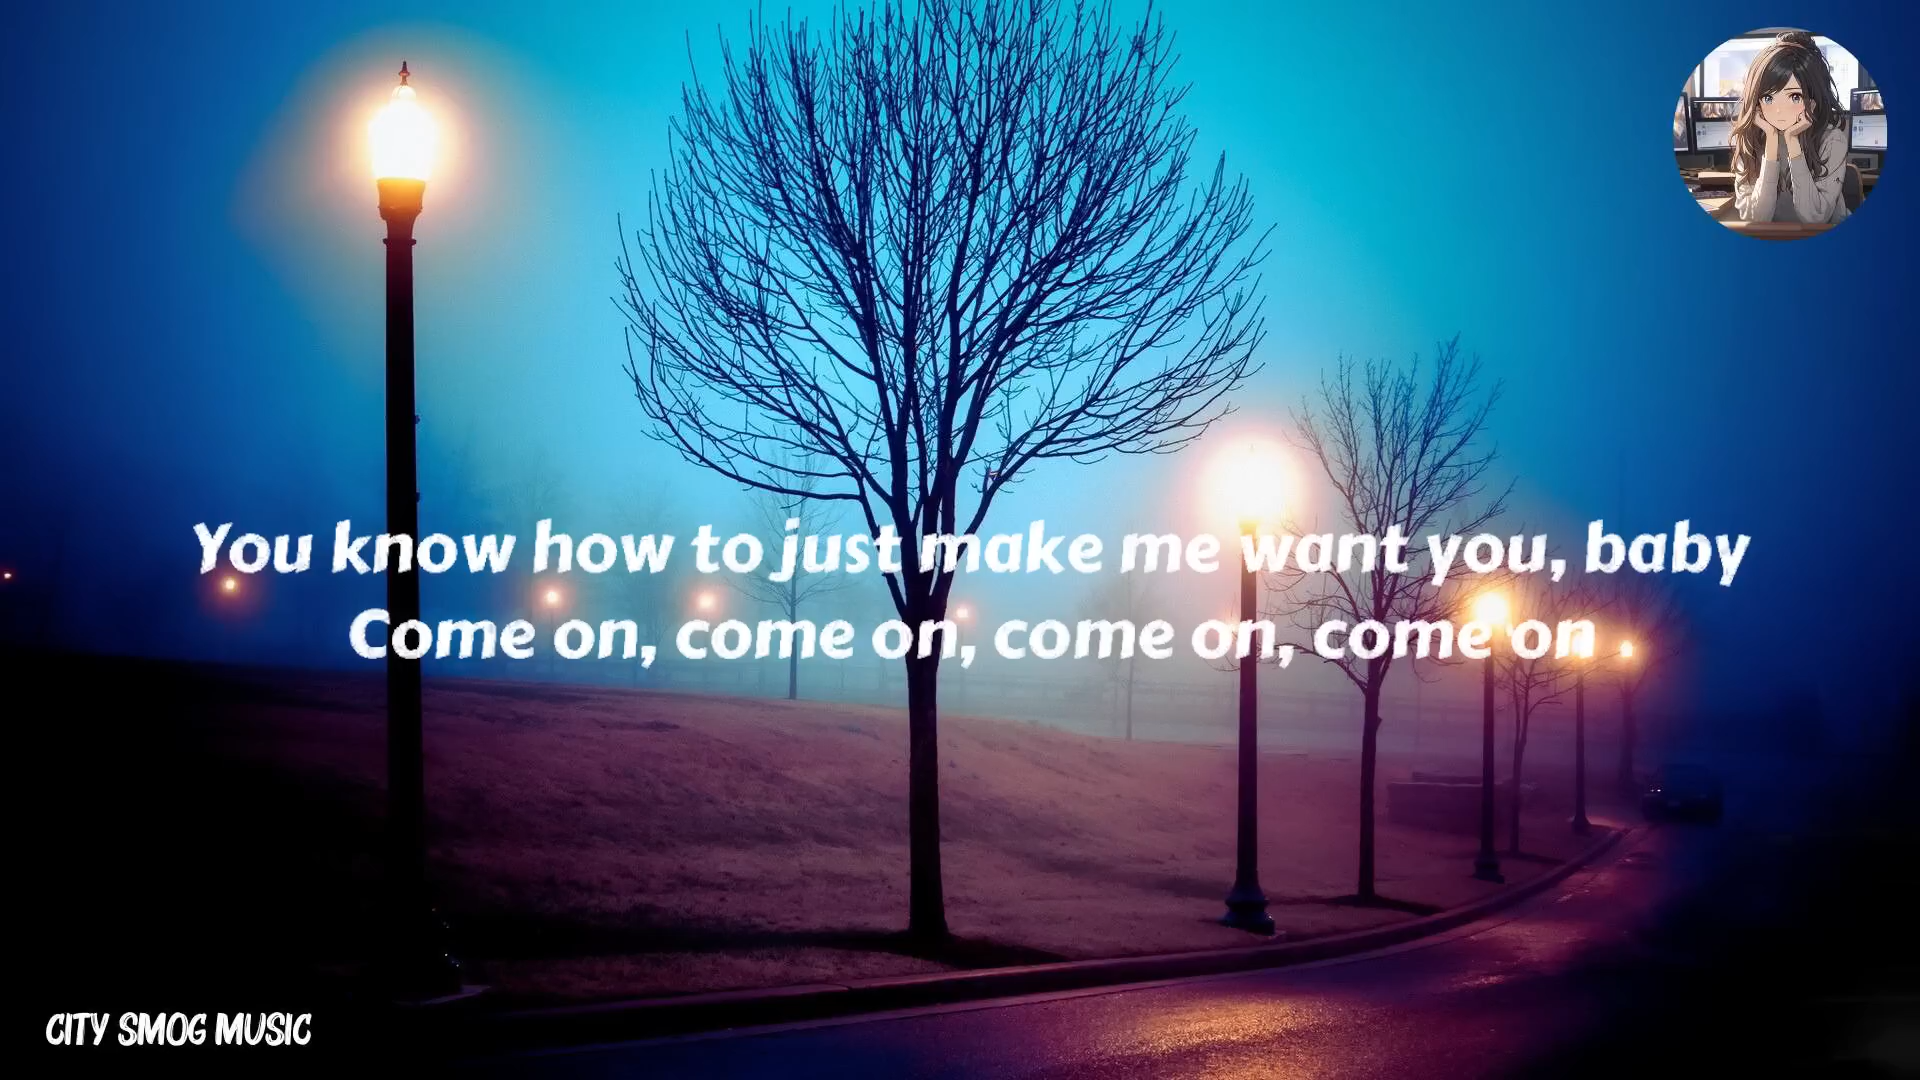 You know how to just make me want you, baby
Come on, come on, come on, come on .
CITY SMOG MUSIC